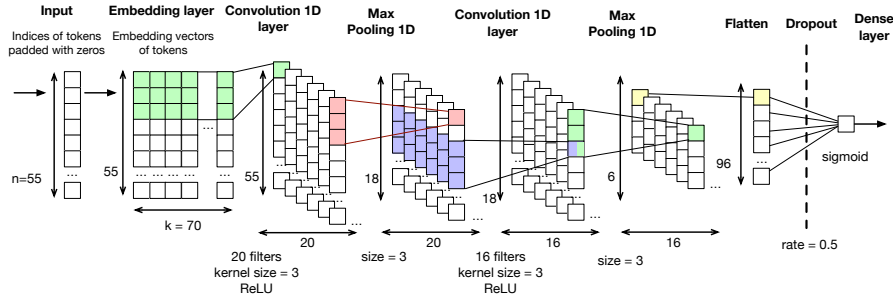 Input
Indices of tokens
padded with zeros
n=55
...
Embedding layer
Embedding vectors
of tokens
55
...
...
...
k = 70
Convolution 1D
layer
55
...
...
20
20 filters
kernel size = 3
ReLU
Max
Pooling 1D
18
...
...
20
size = 3
Convolution 1D
layer
18
...
...
16
16 filters
kernel size = 3
ReLU
Max
Pooling 1D
6
...
16
size = 3
Flatten
96
...
Dropout
rate = 0.5
Dense
layer
sigmoid